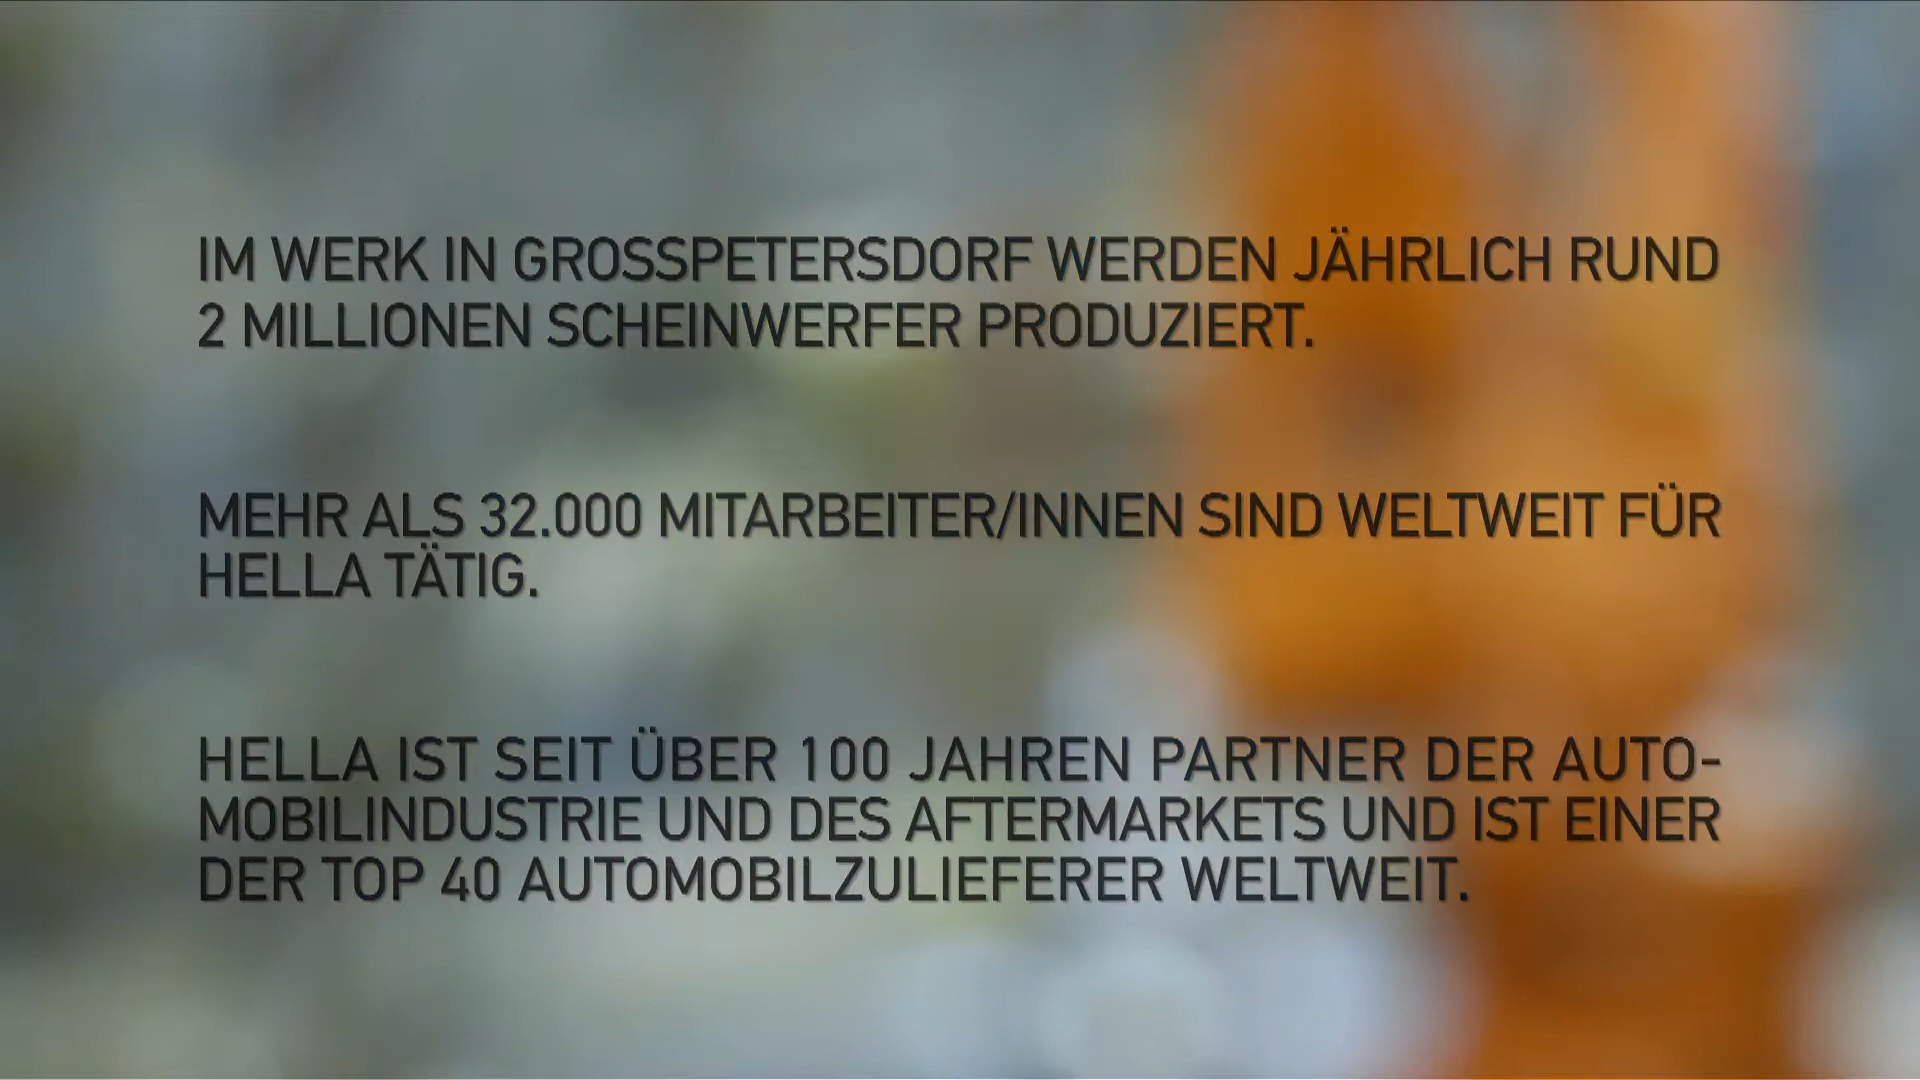 IM WERK IN GROSSPETERSDORF WERDEN JÄHRLICH RUND
2 MILLIONEN SCHEINWERFER PRODUZIERT.
MEHR ALS 32.000 MITARBEITER/INNEN SIND WELTWEIT FÜR
HELLA TÄTIG.
HELLA IST SEIT ÜBER 100 JAHREN PARTNER DER AUTO-
MOBILINDUSTRIE UND DES AFTERMARKETS UND IST EINER
DER TOP 40 AUTOMOBILZULIEFERER WELTWEIT.